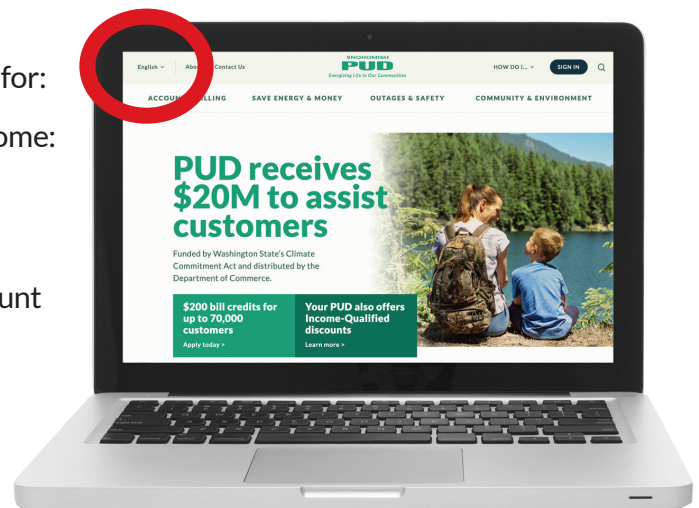 for:
ome:
unt
English
Contact Us
SNOHOMISH
PUD
Energizing Life In Our Communities
HOW DO I...
SIGN IN
SAVE ENERGY & MONEY
OUTAGES & SAFETY
COMMUNITY & ENVIRONMENT
PUD receives
$20M to assist
customers
Funded by Washington State's Climate
Commitment Act and distributed by the
Department of Commerce.
$200 bill credits for
up to 70,000
customers
Apply today >
Your PUD also offers
Income-Qualified
discounts
Learn more >